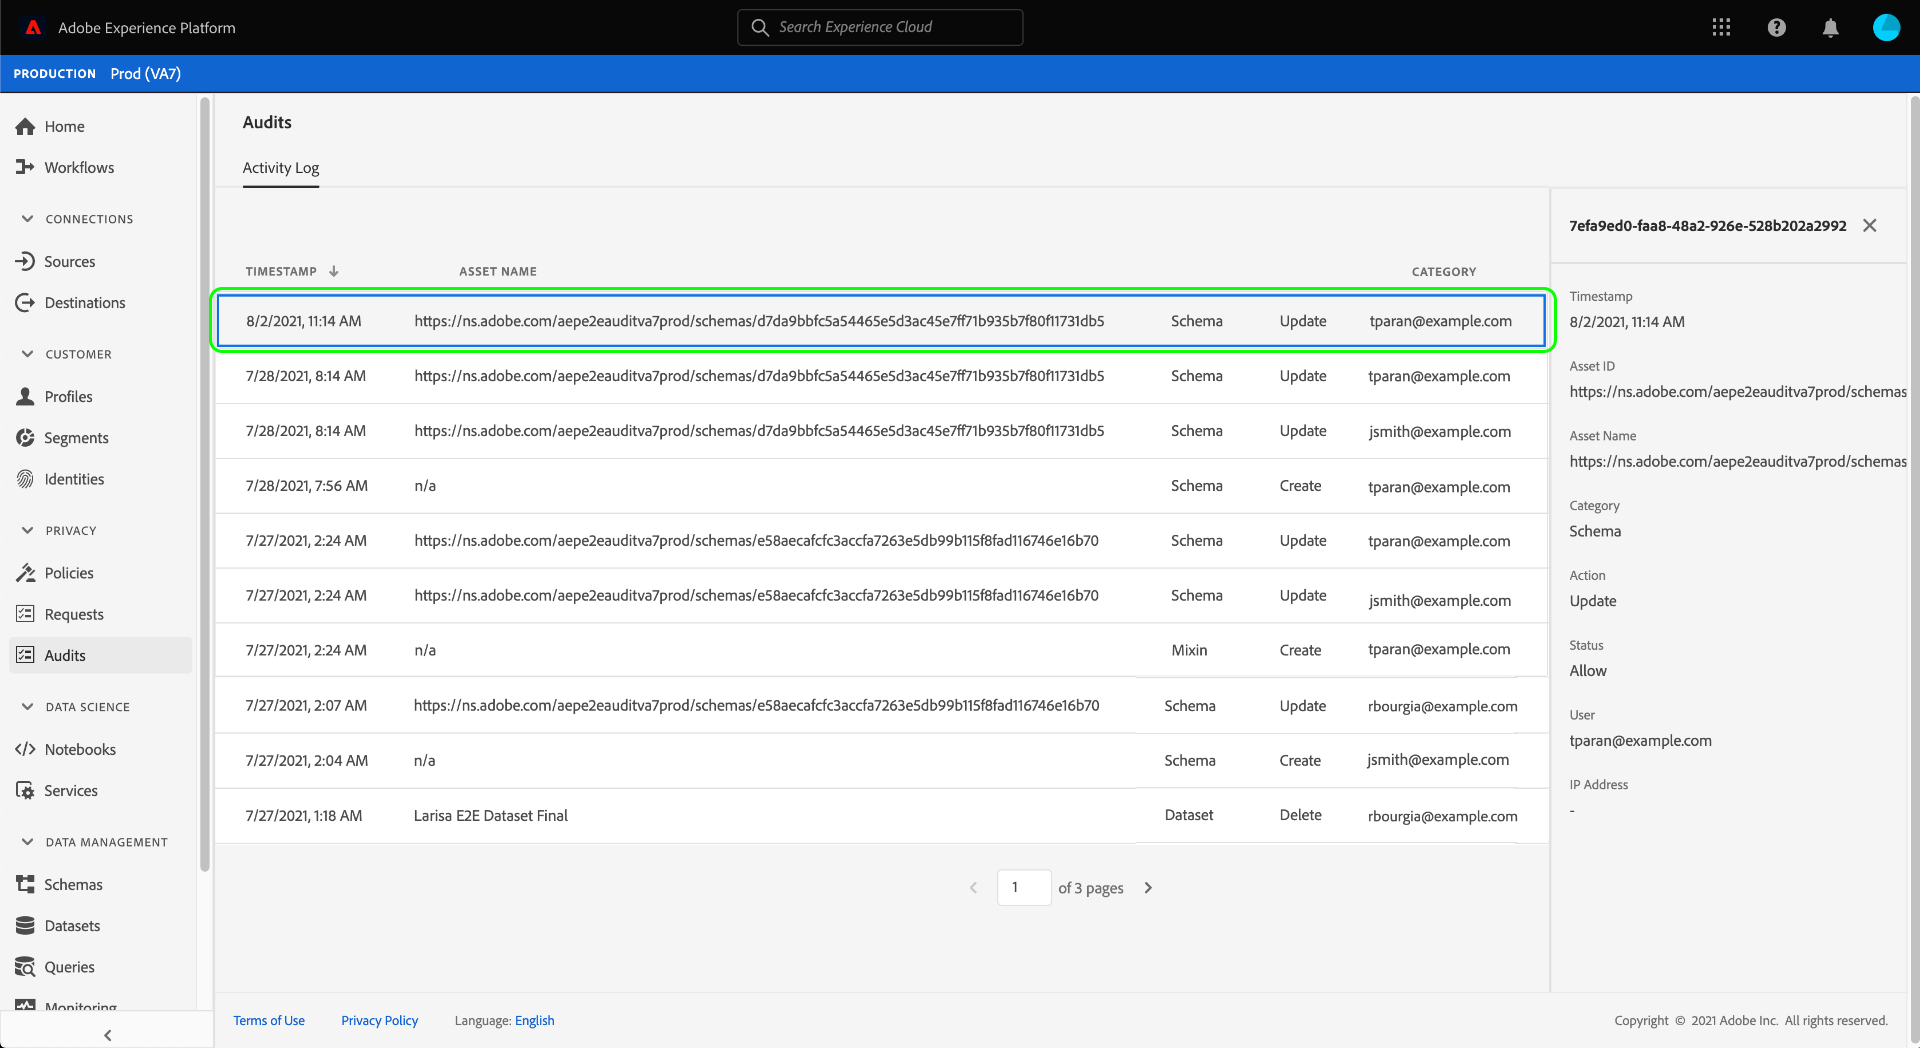 Adobe Experience Platform
Search Experience Cloud
PRODUCTION Prod (VA7)
Home
Workflows
CONNECTIONS
Sources
Destinations
CUSTOMER
Profiles
Segments
Identities
PRIVACY
Policies
Requests
Audits
DATA SCIENCE
Notebooks
Services
DATA MANAGEMENT
Schemas
Datasets
Queries
Monitoring
Audits
Activity Log
TIMESTAMP ASSET NAME CATEGORY
8/2/2021, 11:14 AM https://ns.adobe.com/aepe2eauditva7prod/schemas/d7da9bbfc5a54465e5d3ac45e7ff71b935b7f80f11731db5 Schema Update tparan@example.com
7/28/2021, 8:14 AM https://ns.adobe.com/aepe2eauditva7prod/schemas/d7da9bbfc5a54465e5d3ac45e7ff71b935b7f80f11731db5 Schema Update tparan@example.com
7/28/2021, 8:14 AM https://ns.adobe.com/aepe2eauditva7prod/schemas/d7da9bbfc5a54465e5d3ac45e7ff71b935b7f80f11731db5 Schema Update jsmith@example.com
7/28/2021, 7:56 AM n/a Schema Create tparan@example.com
7/27/2021, 2:24 AM https://ns.adobe.com/aepe2eauditva7prod/schemas/e58aecafcfc3accfa7263e5db99b115f8fad116746e16b70 Schema Update tparan@example.com
7/27/2021, 2:24 AM https://ns.adobe.com/aepe2eauditva7prod/schemas/e58aecafcfc3accfa7263e5db99b115f8fad116746e16b70 Schema Update jsmith@example.com
7/27/2021, 2:24 AM n/a Mixin Create tparan@example.com
7/27/2021, 2:07 AM https://ns.adobe.com/aepe2eauditva7prod/schemas/e58aecafcfc3accfa7263e5db99b115f8fad116746e16b70 Schema Update rbourgia@example.com
7/27/2021, 2:04 AM n/a Schema Create jsmith@example.com
7/27/2021, 1:18 AM Larisa E2E Dataset Final Dataset Delete rbourgia@example.com
1 of 3 pages
7efa9ed0-faa8-48a2-926e-528b202a2992
Timestamp
8/2/2021, 11:14 AM
Asset ID
https://ns.adobe.com/aepe2eauditva7prod/schemas
Asset Name
https://ns.adobe.com/aepe2eauditva7prod/schemas
Category
Schema
Action
Update
Status
Allow
User
tparan@example.com
IP Address
-
Terms of Use Privacy Policy Language: English
Copyright © 2021 Adobe Inc. All rights reserved.